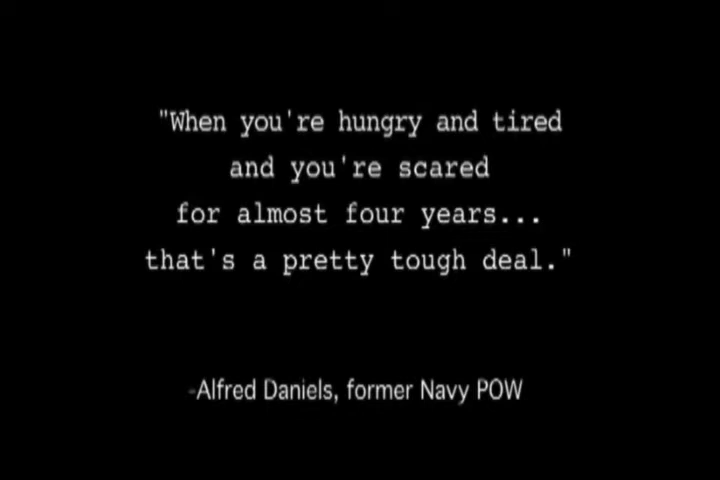 "When you're hungry and tired
and you're scared
for almost four years...
that's a pretty tough deal."
-Alfred Daniels, former Navy POW